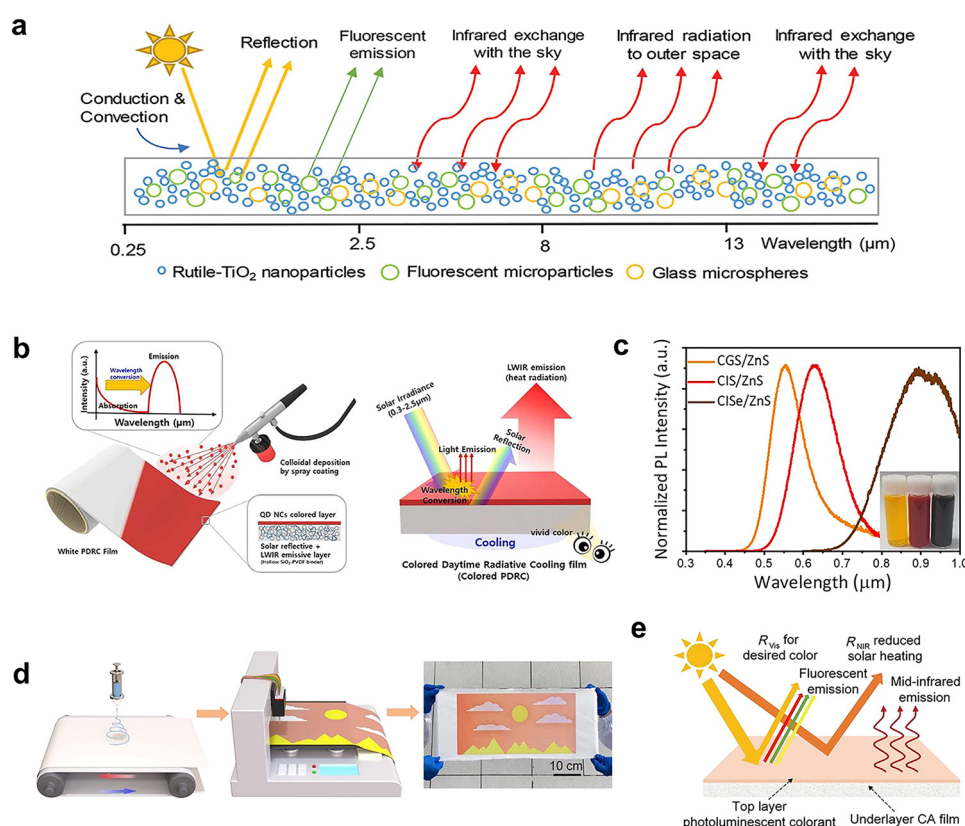 a
Reflection
Fluorescent
emission
Infrared exchange
with the sky
Infrared radiation
to outer space
Infrared exchange
with the sky
Conduction &
Convection
0.25
2.5
8
13
Wavelength (μm)
Rutile-TiO2 nanoparticles
Fluorescent microparticles
Glass microspheres
b
Intensity (a.u.)
Emission
Wavelength
conversion
Absorption
Wavelength (μm)
Colloidal deposition
by spray coating
White PDRC Film
QD NCs colored layer
Solar reflective +
LWIR emissive layer
(Hollow SiO2-PVDF binder)
LWIR emission
(heat radiation)
Solar Irradiance
(0.3-2.5μm)
Light Emission
Solar
Reflection
Wavelength
Conversion
vivid color
Cooling
Colored Daytime Radiative Cooling film
(Colored PDRC)
c
Normalized PL Intensity (a.u.)
CGS/ZnS
CIS/ZnS
CISe/ZnS
0.3
0.4
0.5
0.6
0.7
0.8
0.9
1.0
Wavelength (μm)
d
10 cm
e
RVis for
desired color
RNIR reduced
solar heating
Fluorescent
emission
Mid-infrared
emission
Top layer
photoluminescent colorant
Underlayer CA film